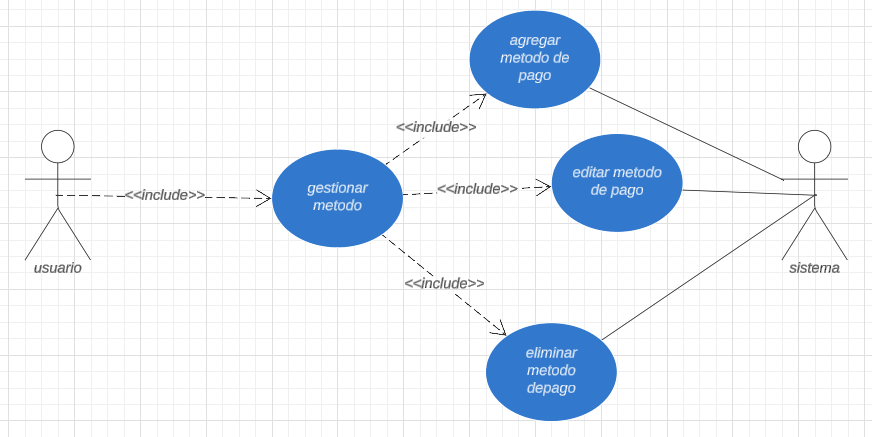 agregar
metodo de
pago
<<include>>
editar metodo
de pago
gestionar
metodo
<<include>>
<<include>>
usuario
sistema
<<include>>
eliminar
metodo
depago